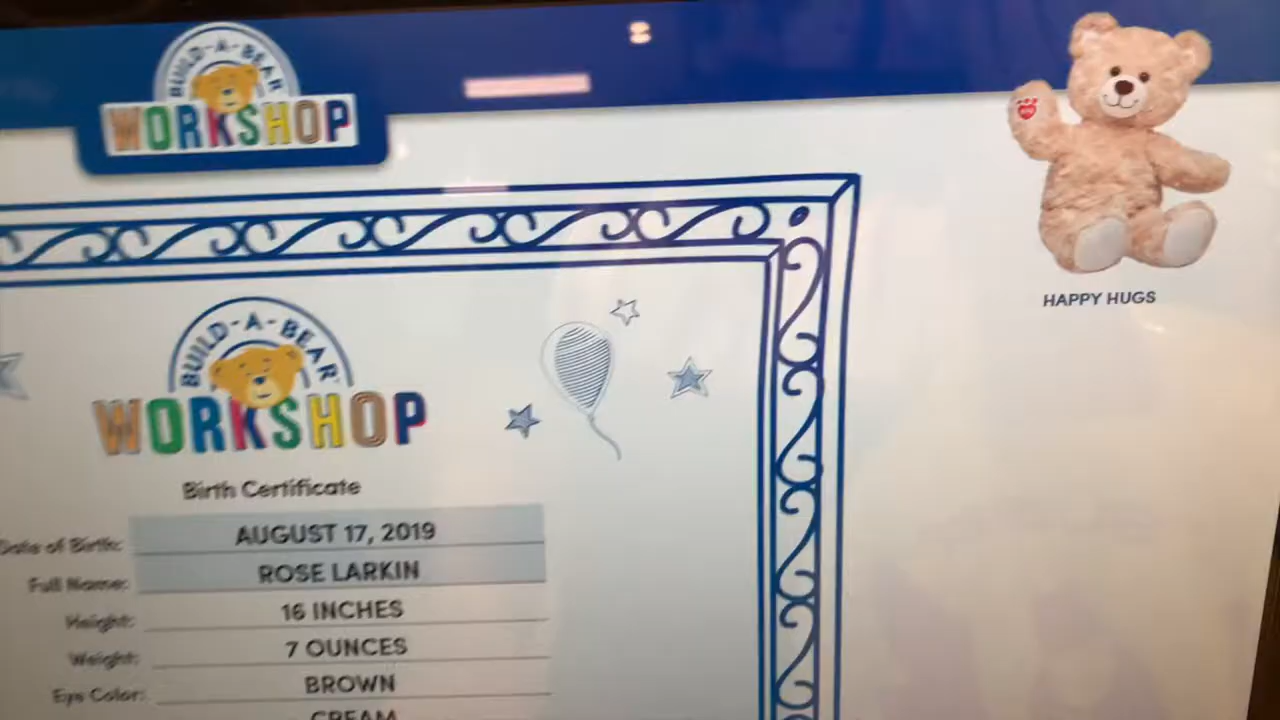 BUILD-A-BEAR
WORKSHOP
HAPPY HUGS
BUILD-A-BEAR
WORKSHOP
Birth Certificate
Date of Birth: AUGUST 17, 2019
Full Name: ROSE LARKIN
Height: 16 INCHES
Weight: 7 OUNCES
Eye Color: BROWN
CREAM